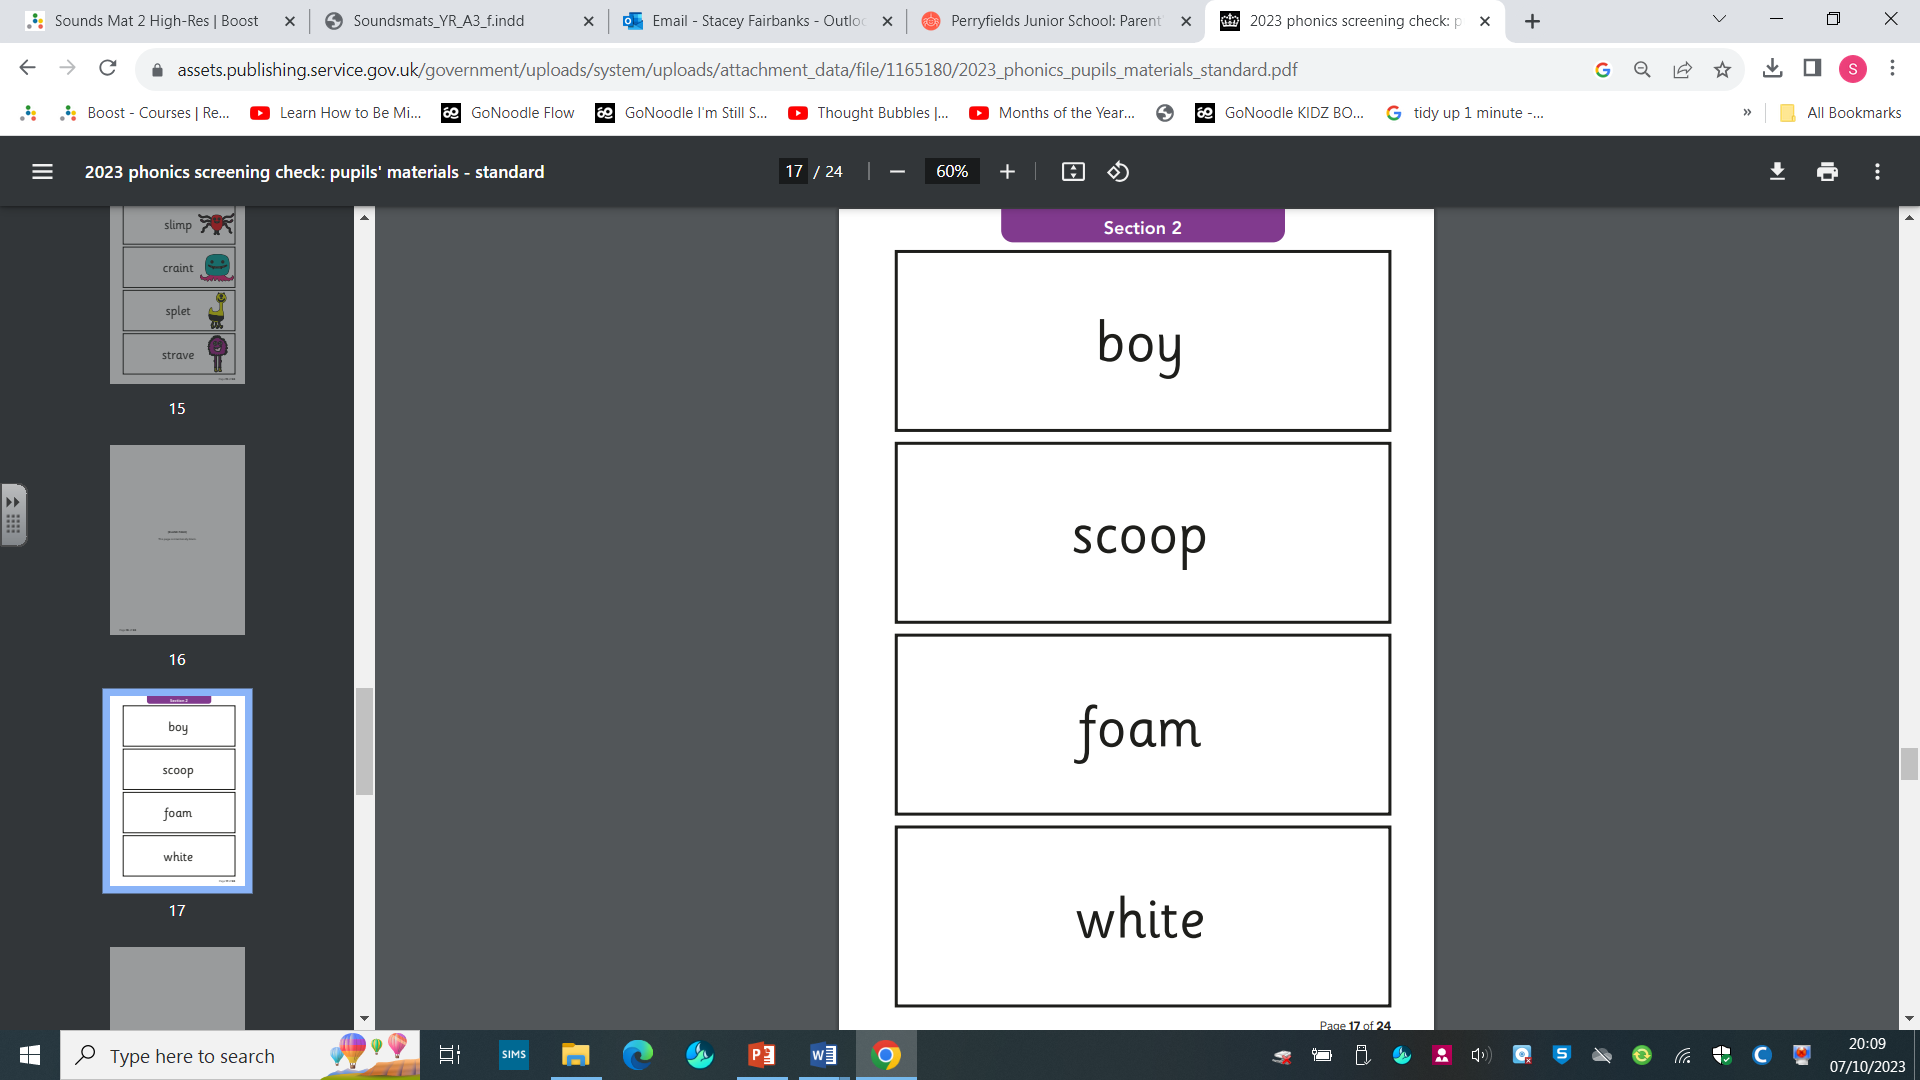 Sounds Mat 2 High-Res | Boost
Soundsmats_YR_A3_f.indd
Email - Stacey Fairbanks - Outloo
Perryfields Junior School: Parent'
2023 phonics screening check: p
assets.publishing.service.gov.uk/government/uploads/system/uploads/attachment_data/file/1165180/2023_phonics_pupils_materials_standard.pdf
S
Boost - Courses | Re...
Learn How to Be Mi...
GoNoodle Flow
GoNoodle I'm Still S...
Thought Bubbles |...
Months of the Year...
GoNoodle KIDZ BO...
tidy up 1 minute -...
» All Bookmarks
2023 phonics screening check: pupils' materials - standard
17 / 24
60%
slimp
craint
splet
strave
15
16
Section 2
boy
scoop
foam
white
17
Section 2
boy
scoop
foam
white
Page 17 of 24
Type here to search
SIMS
20:09
07/10/2023